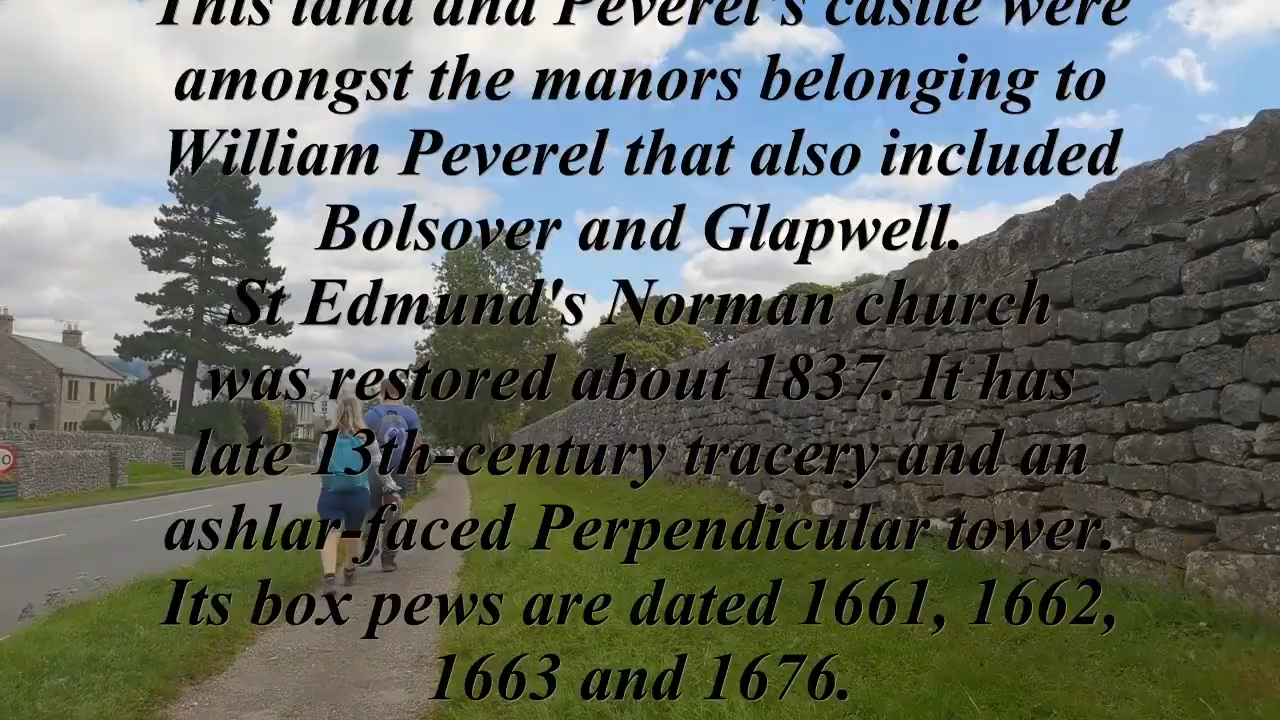 This land and Peverel's castle were
amongst the manors belonging to
William Peverel that also included
Bolsover and Glapwell.
St Edmund's Norman church
was restored about 1837. It has
late 13th-century tracery and an
ashlar-faced Perpendicular tower.
Its box pews are dated 1661, 1662,
1663 and 1676.